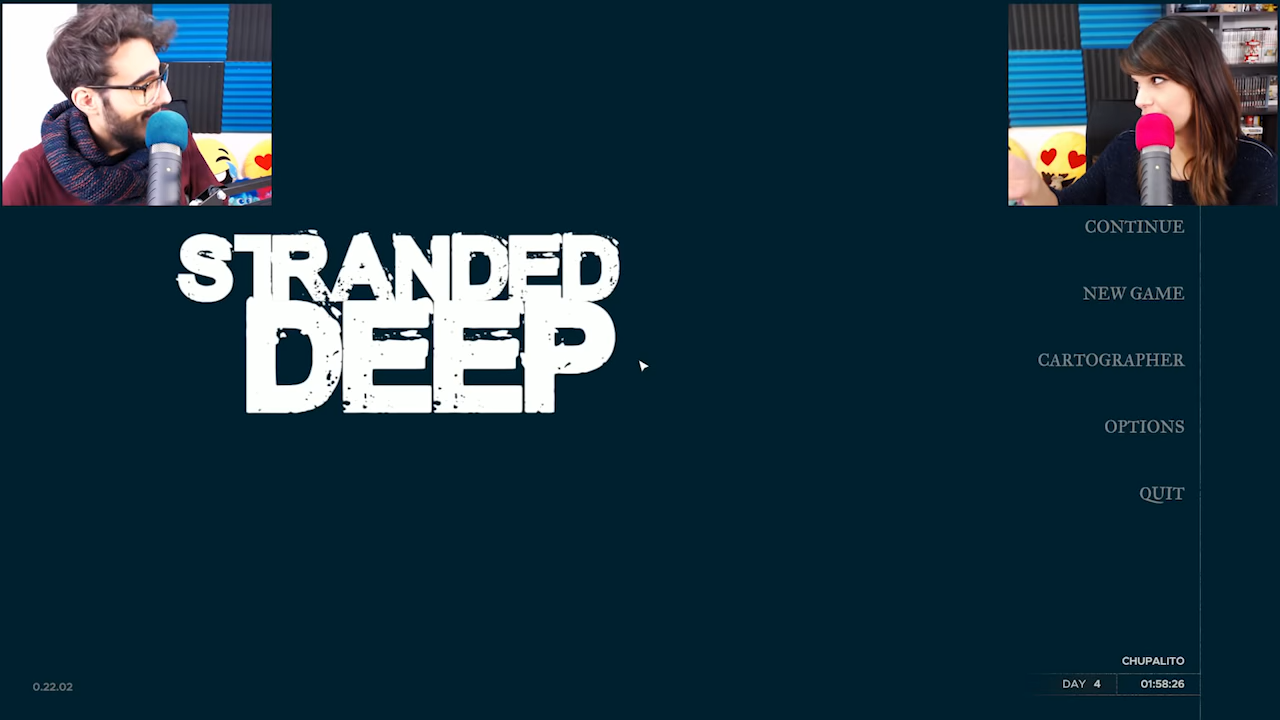 STRANDED
DEEP
CONTINUE
NEW GAME
CARTOGRAPHER
OPTIONS
QUIT
CHUPALITO
DAY 4 01:58:26
0.22.02